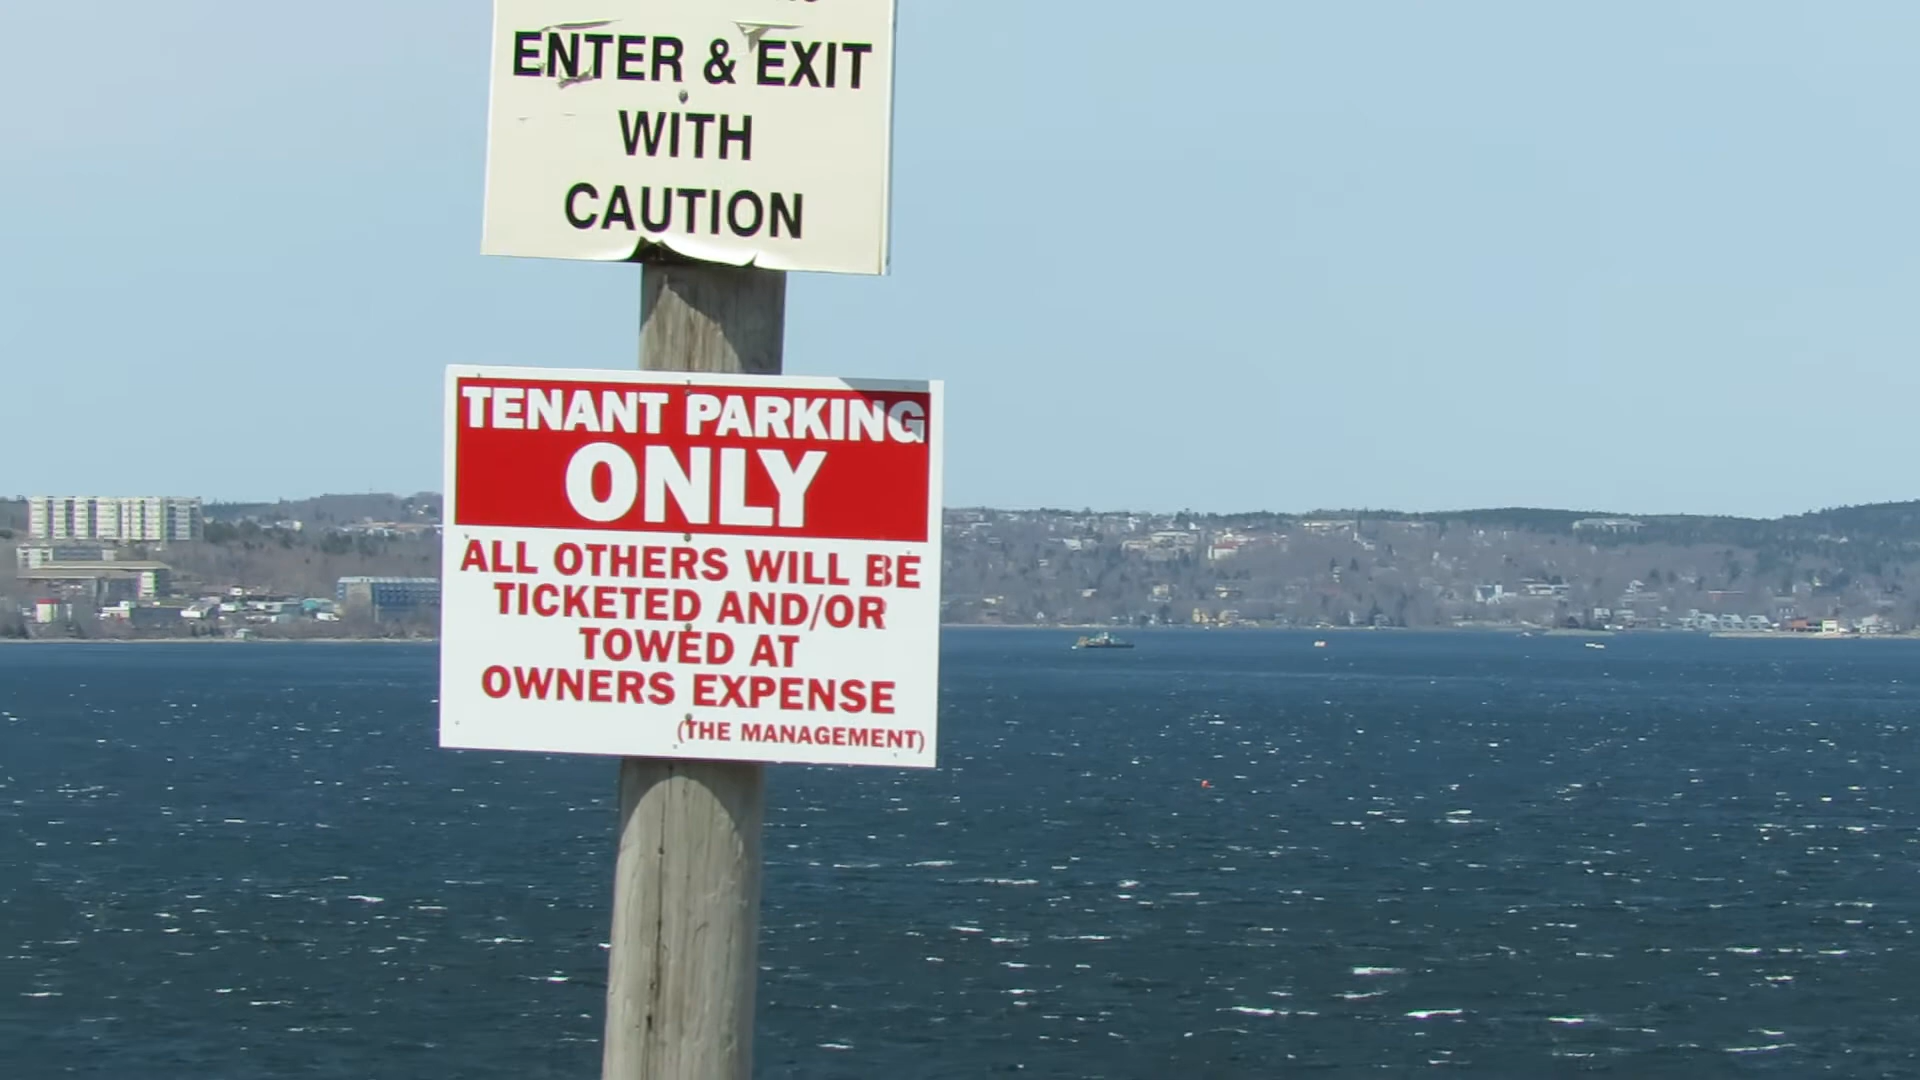 ENTER & EXIT
WITH
CAUTION
TENANT PARKING
ONLY
ALL OTHERS WILL BE
TICKETED AND/OR
TOWED AT
OWNERS EXPENSE
(THE MANAGEMENT)